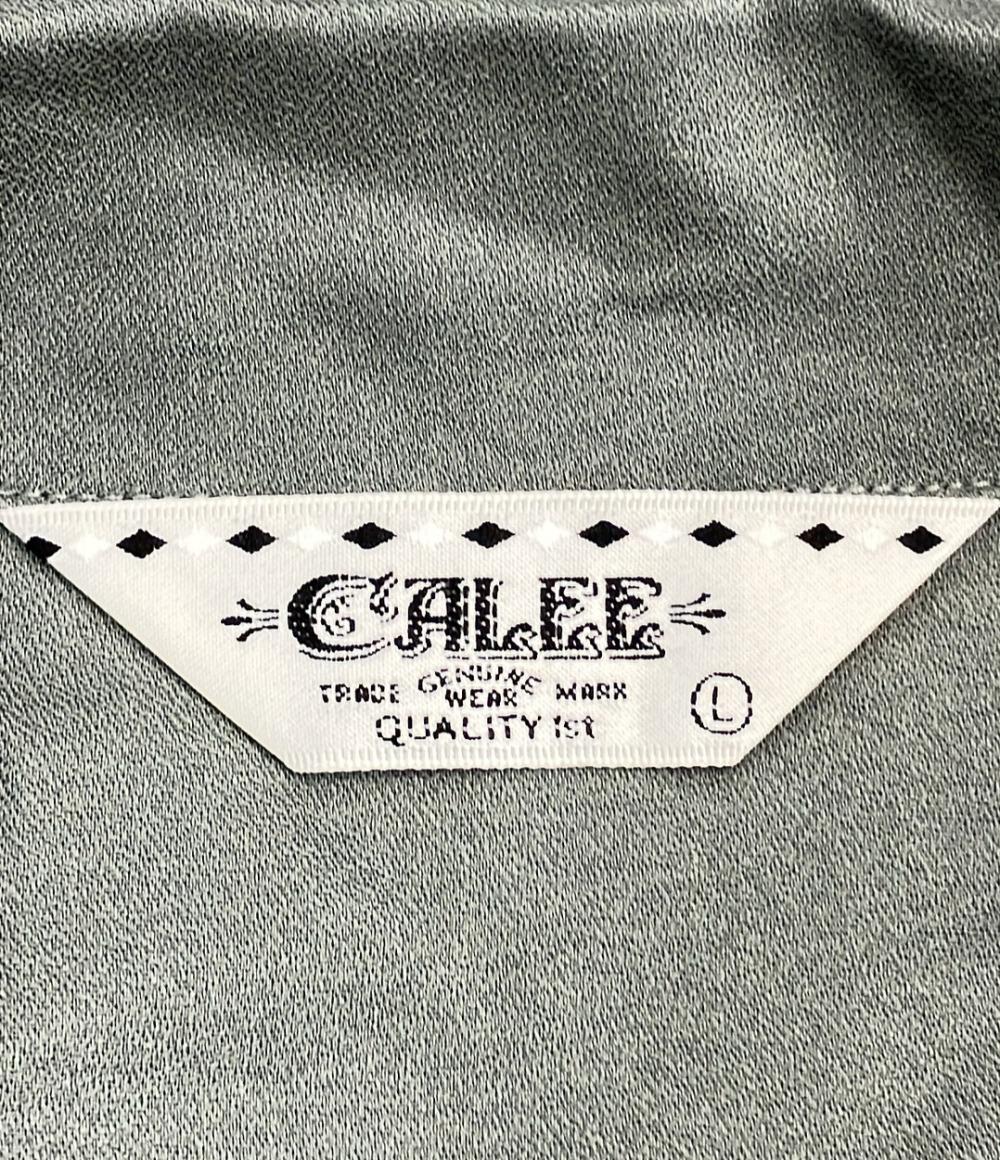 CALEE
TRADE GENUINE WEAR MARK
QUALITY 1st
L